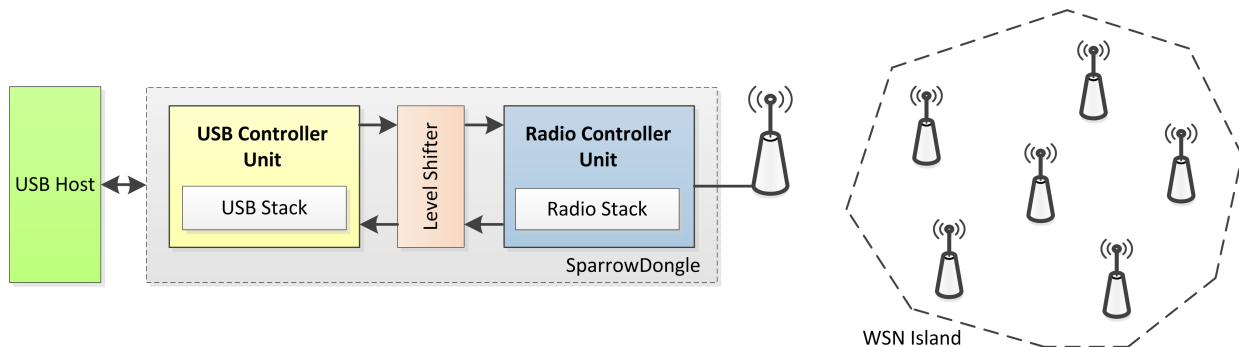 USB Host
USB Controller
Unit
USB Stack
Level Shifter
Radio Controller
Unit
Radio Stack
SparrowDongle
WSN Island